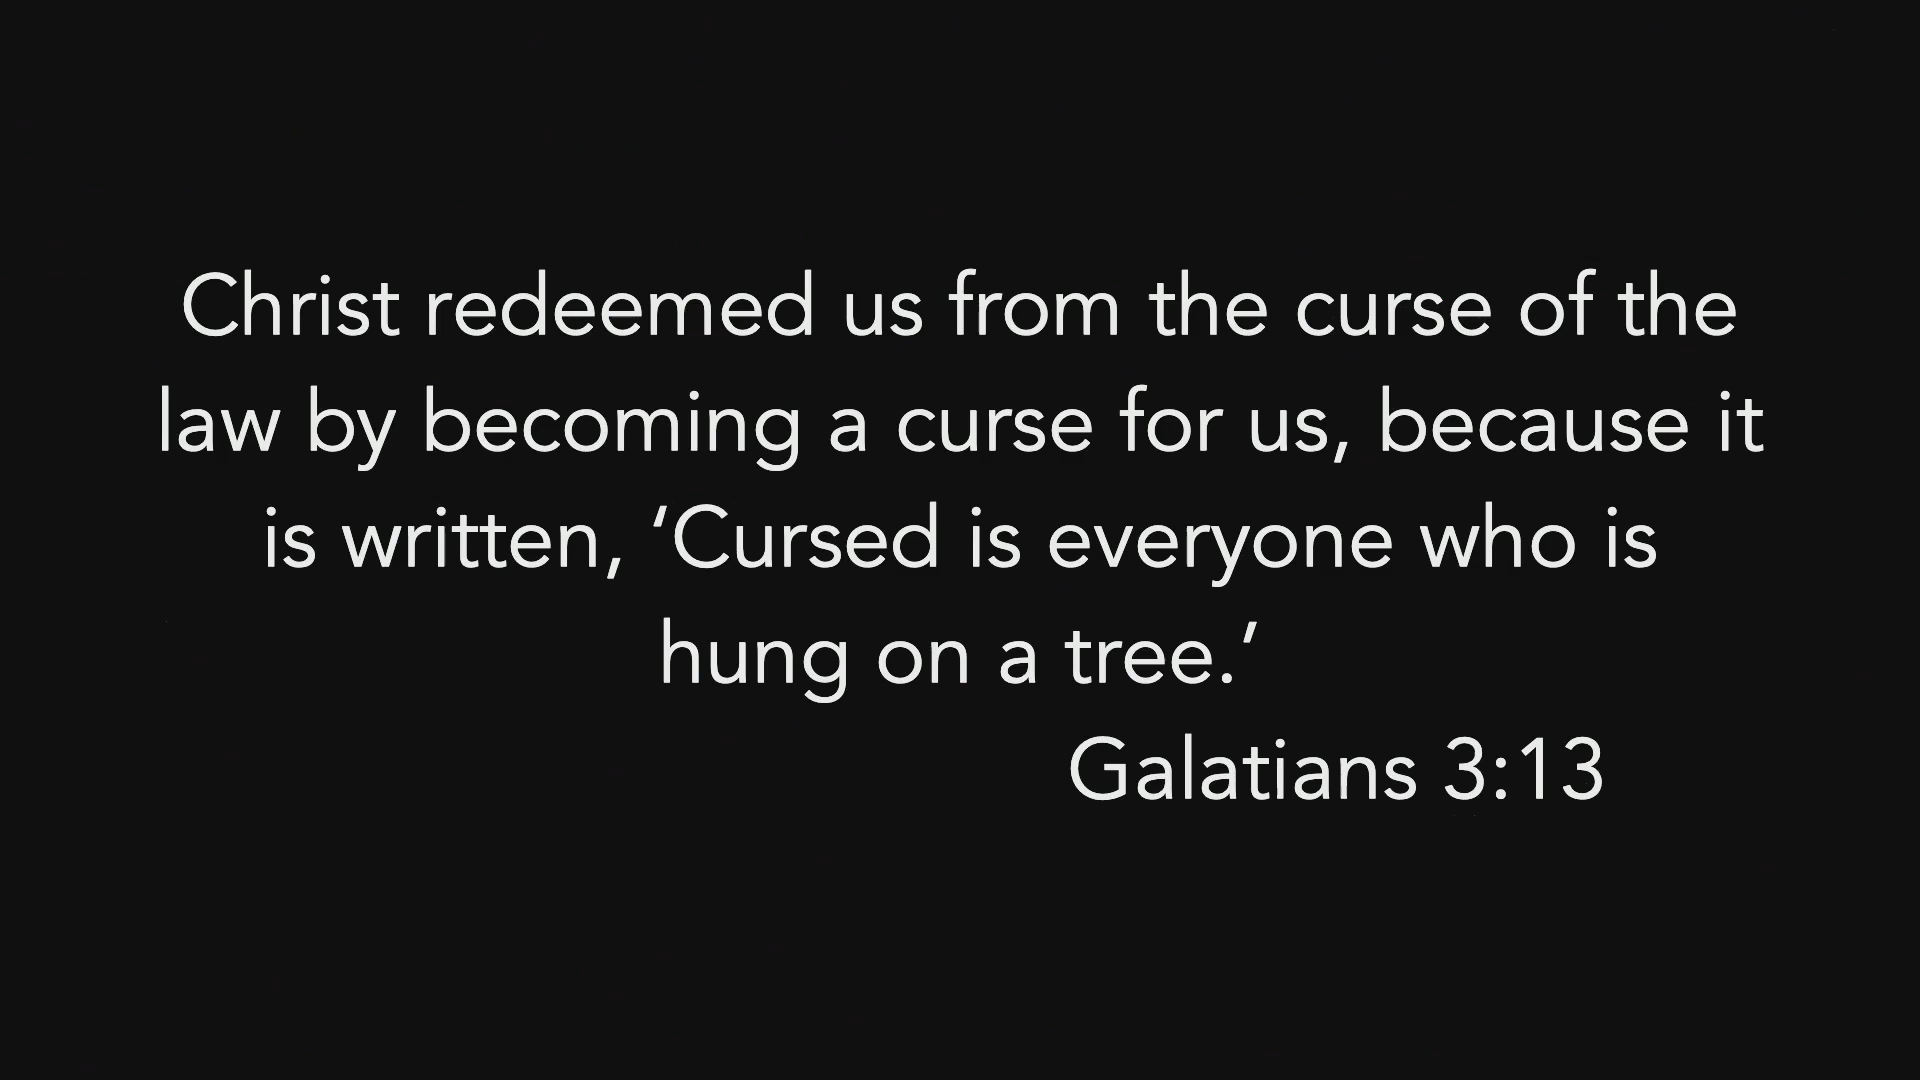 Christ redeemed us from the curse of the
law by becoming a curse for us, because it
is written, ‘Cursed is everyone who is
hung on a tree.’
Galatians 3:13